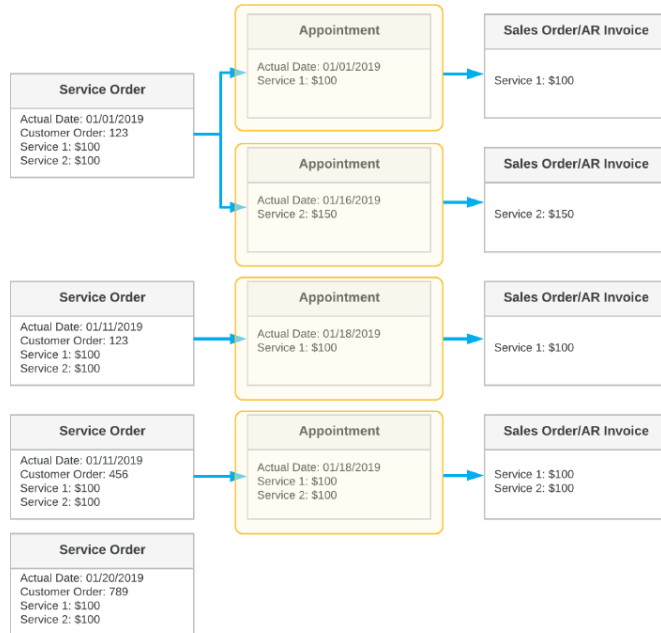 Service Order
Actual Date: 01/01/2019
Customer Order: 123
Service 1: $100
Service 2: $100
Appointment
Actual Date: 01/01/2019
Service 1: $100
Sales Order/AR Invoice
Service 1: $100
Appointment
Actual Date: 01/16/2019
Service 2: $150
Sales Order/AR Invoice
Service 2: $150
Service Order
Actual Date: 01/11/2019
Customer Order: 123
Service 1: $100
Service 2: $100
Appointment
Actual Date: 01/18/2019
Service 1: $100
Sales Order/AR Invoice
Service 1: $100
Service Order
Actual Date: 01/11/2019
Customer Order: 456
Service 1: $100
Service 2: $100
Appointment
Actual Date: 01/18/2019
Service 1: $100
Service 2: $100
Sales Order/AR Invoice
Service 1: $100
Service 2: $100
Service Order
Actual Date: 01/20/2019
Customer Order: 789
Service 1: $100
Service 2: $100